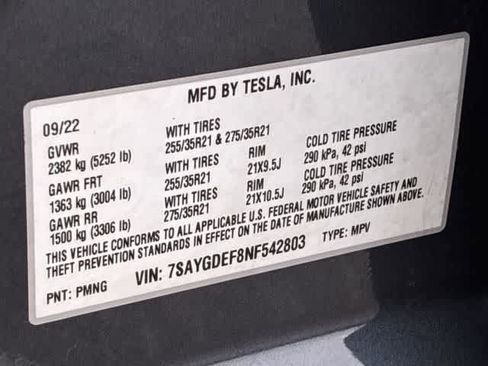 MFD BY TESLA, INC.
09/22
GVWR WITH TIRES
2382 kg (5252 lb) 255/35R21 & 275/35R21
GAWR FRT WITH TIRES RIM COLD TIRE PRESSURE
1363 kg (3004 lb) 255/35R21 21X9.5J 290 kPa, 42 psi
GAWR RR WITH TIRES RIM COLD TIRE PRESSURE
1500 kg (3306 lb) 275/35R21 21X10.5J 290 kPa, 42 psi
THIS VEHICLE CONFORMS TO ALL APPLICABLE U.S. FEDERAL MOTOR VEHICLE SAFETY AND
THEFT PREVENTION STANDARDS IN EFFECT ON THE DATE OF MANUFACTURE SHOWN ABOVE.
PNT: PMNG VIN: 7SAYGDEF8NF542803 TYPE: MPV